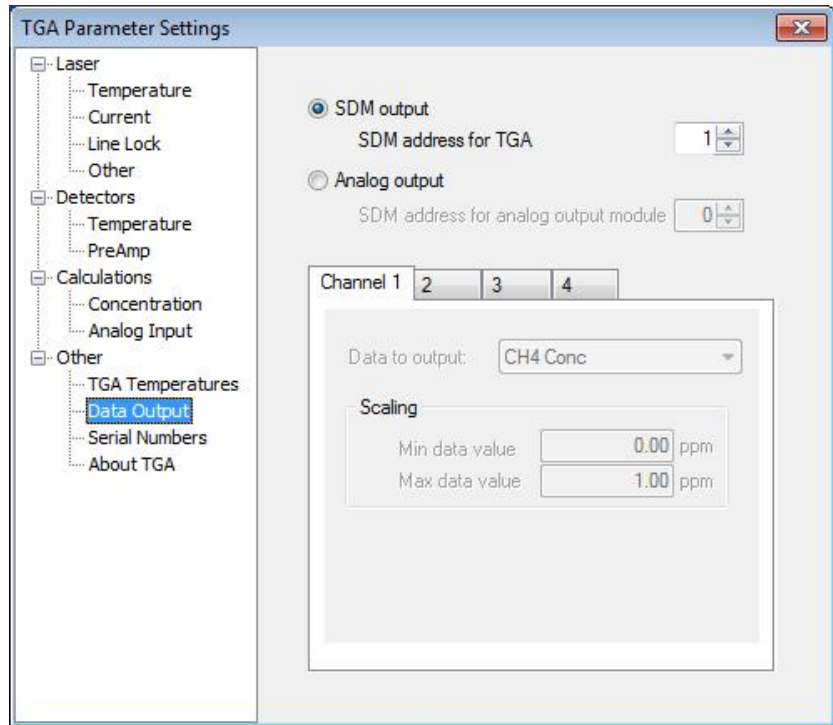 TGA Parameter Settings
Laser
Temperature
Current
Line Lock
Other
Detectors
Temperature
PreAmp
Calculations
Concentration
Analog Input
Other
TGA Temperatures
Data Output
Serial Numbers
About TGA
SDM output
SDM address for TGA 1
Analog output
SDM address for analog output module 0
Channel 1 2 3 4
Data to output: CH4 Conc
Scaling
Min data value 0.00 ppm
Max data value 1.00 ppm